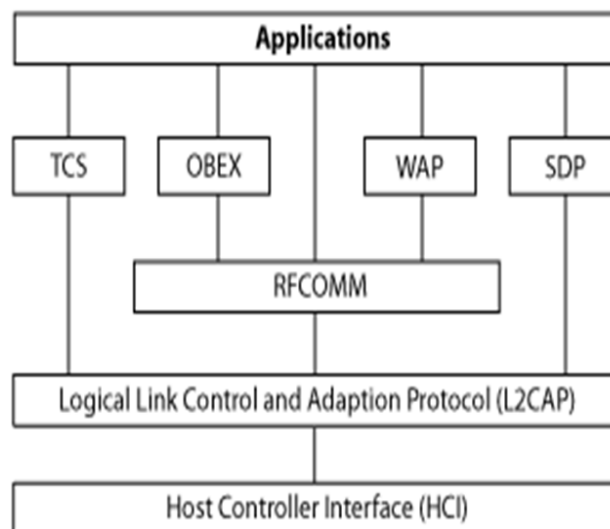 Applications
TCS OBEX WAP SDP
RFCOMM
Logical Link Control and Adaption Protocol (L2CAP)
Host Controller Interface (HCI)